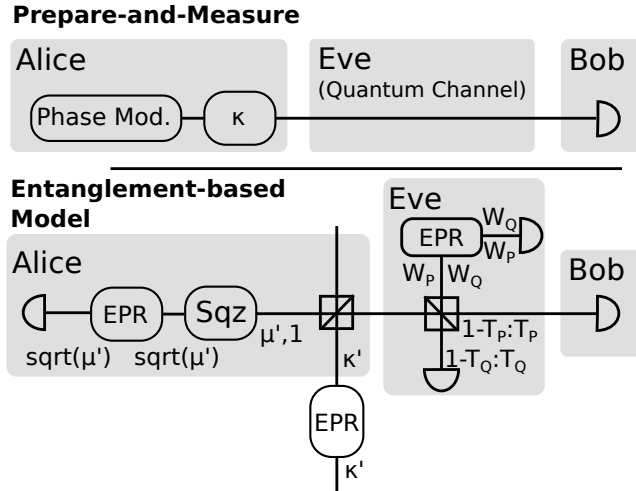 Prepare-and-Measure
Alice
Eve
(Quantum Channel)
Bob
Phase Mod.
κ
Entanglement-based
Model
Alice
EPR
Sqz
sqrt(μ')
sqrt(μ')
μ',1
κ'
EPR
κ'
Eve
EPR
W_Q
W_P
W_P
W_Q
1-T_P:T_P
1-T_Q:T_Q
Bob